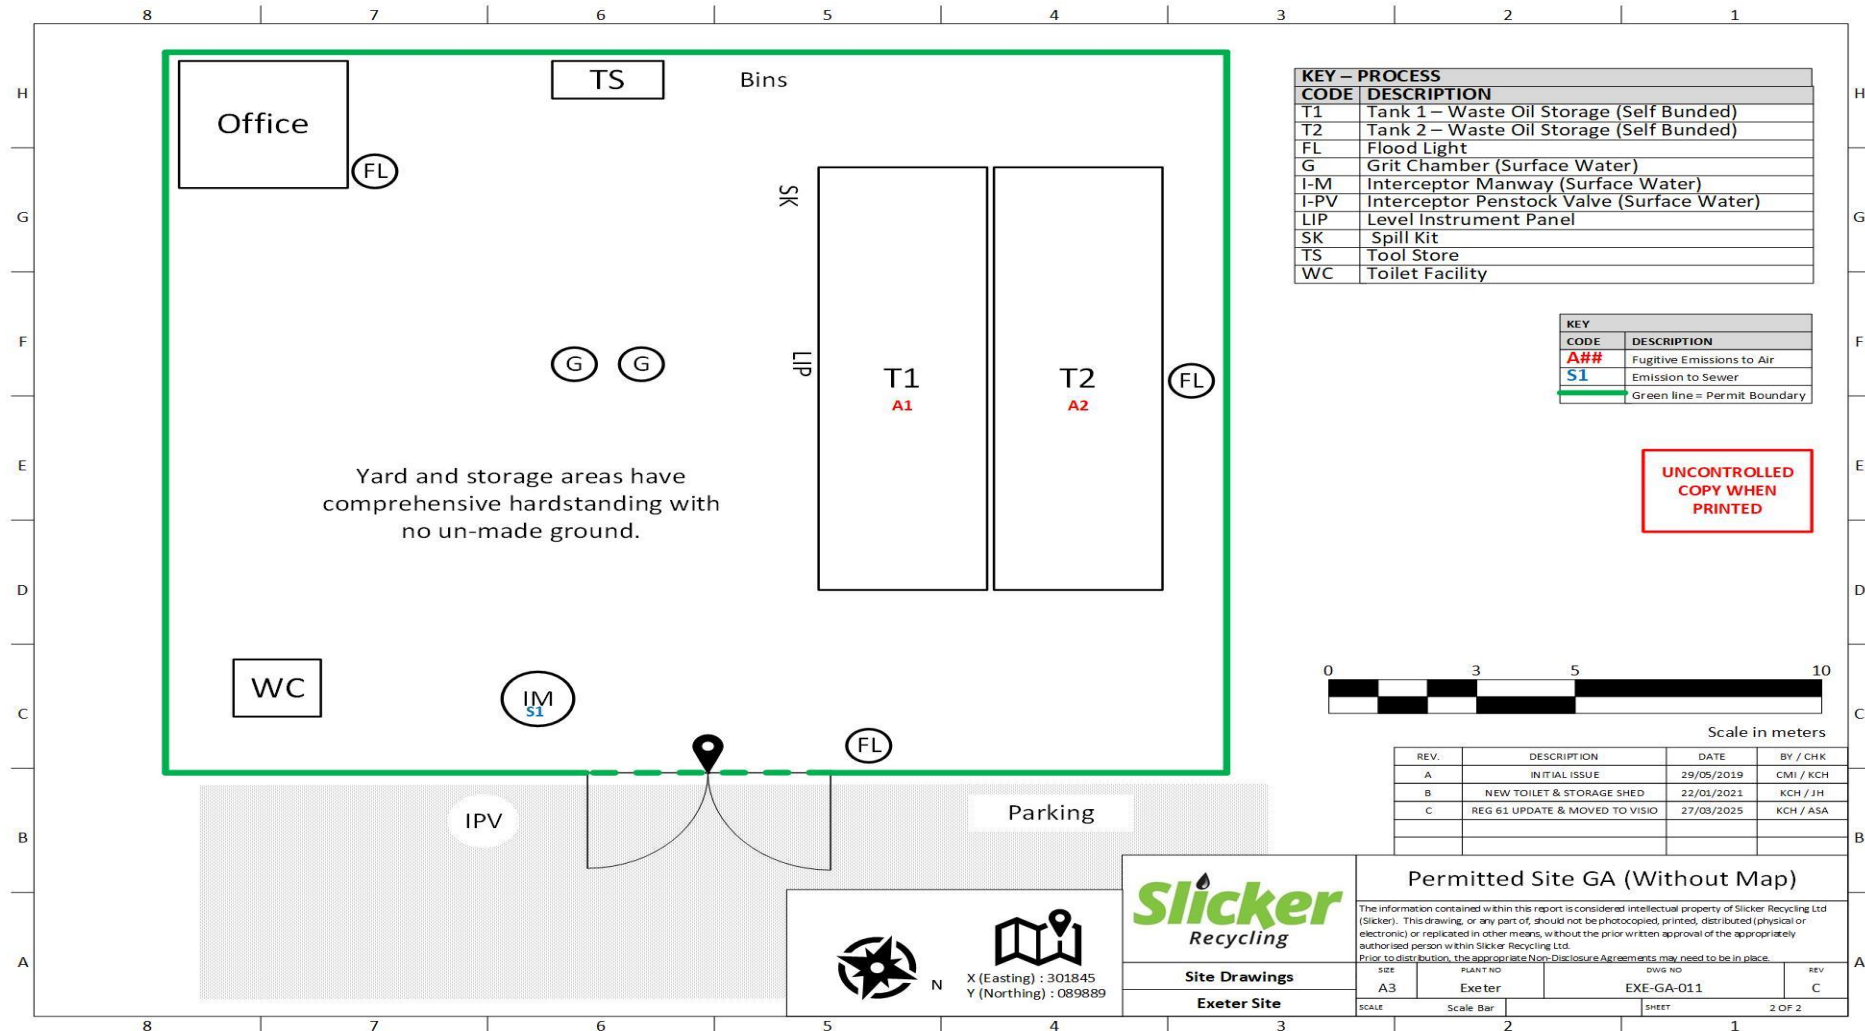 8 7 6 5 4 3 2 1
H
G
F
E
D
C
B
A
Office
FL
TS
Bins
SK
LIP
G G
T1
A1
T2
A2
FL
Yard and storage areas have
comprehensive hardstanding with
no un-made ground.
WC
IM
S1
FL
IPV
Parking
KEY – PROCESS
CODE DESCRIPTION
T1 Tank 1 – Waste Oil Storage (Self Bunded)
T2 Tank 2 – Waste Oil Storage (Self Bunded)
FL Flood Light
G Grit Chamber (Surface Water)
I-M Interceptor Manway (Surface Water)
I-PV Interceptor Penstock Valve (Surface Water)
LIP Level Instrument Panel
SK Spill Kit
TS Tool Store
WC Toilet Facility
KEY
CODE DESCRIPTION
A## Fugitive Emissions to Air
S1 Emission to Sewer
Green line = Permit Boundary
UNCONTROLLED
COPY WHEN
PRINTED
0 3 5 10
Scale in meters
REV. DESCRIPTION DATE BY / CHK
A INITIAL ISSUE 29/05/2019 CMI / KCH
B NEW TOILET & STORAGE SHED 22/01/2021 KCH / JH
C REG 61 UPDATE & MOVED TO VISIO 27/03/2025 KCH / ASA
N
X (Easting) : 301845
Y (Northing) : 089889
Slicker
Recycling
Site Drawings
Exeter Site
Permitted Site GA (Without Map)
The information contained within this report is considered intellectual property of Slicker Recycling Ltd
(Slicker). This drawing, or any part of, should not be photocopied, printed, distributed (physical or
electronic) or replicated in other means, without the prior written approval of the appropriately
authorised person within Slicker Recycling Ltd.
Prior to distribution, the appropriate Non-Disclosure Agreements may need to be in place.
SIZE PLANT NO DWG NO REV
A3 Exeter EXE-GA-011 C
SCALE Scale Bar SHEET 2 OF 2
H
G
F
E
D
C
B
A
8 7 6 5 4 3 2 1